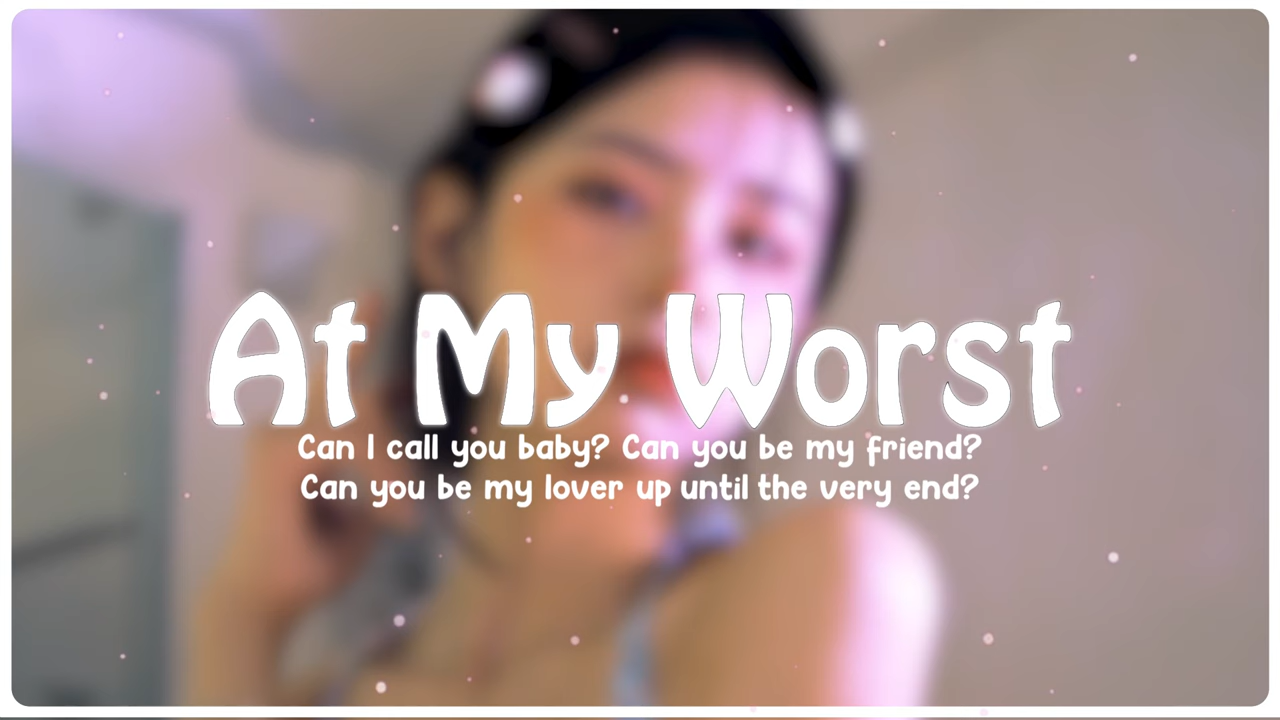 At My Worst
Can I call you baby? Can you be my friend?
Can you be my lover up until the very end?